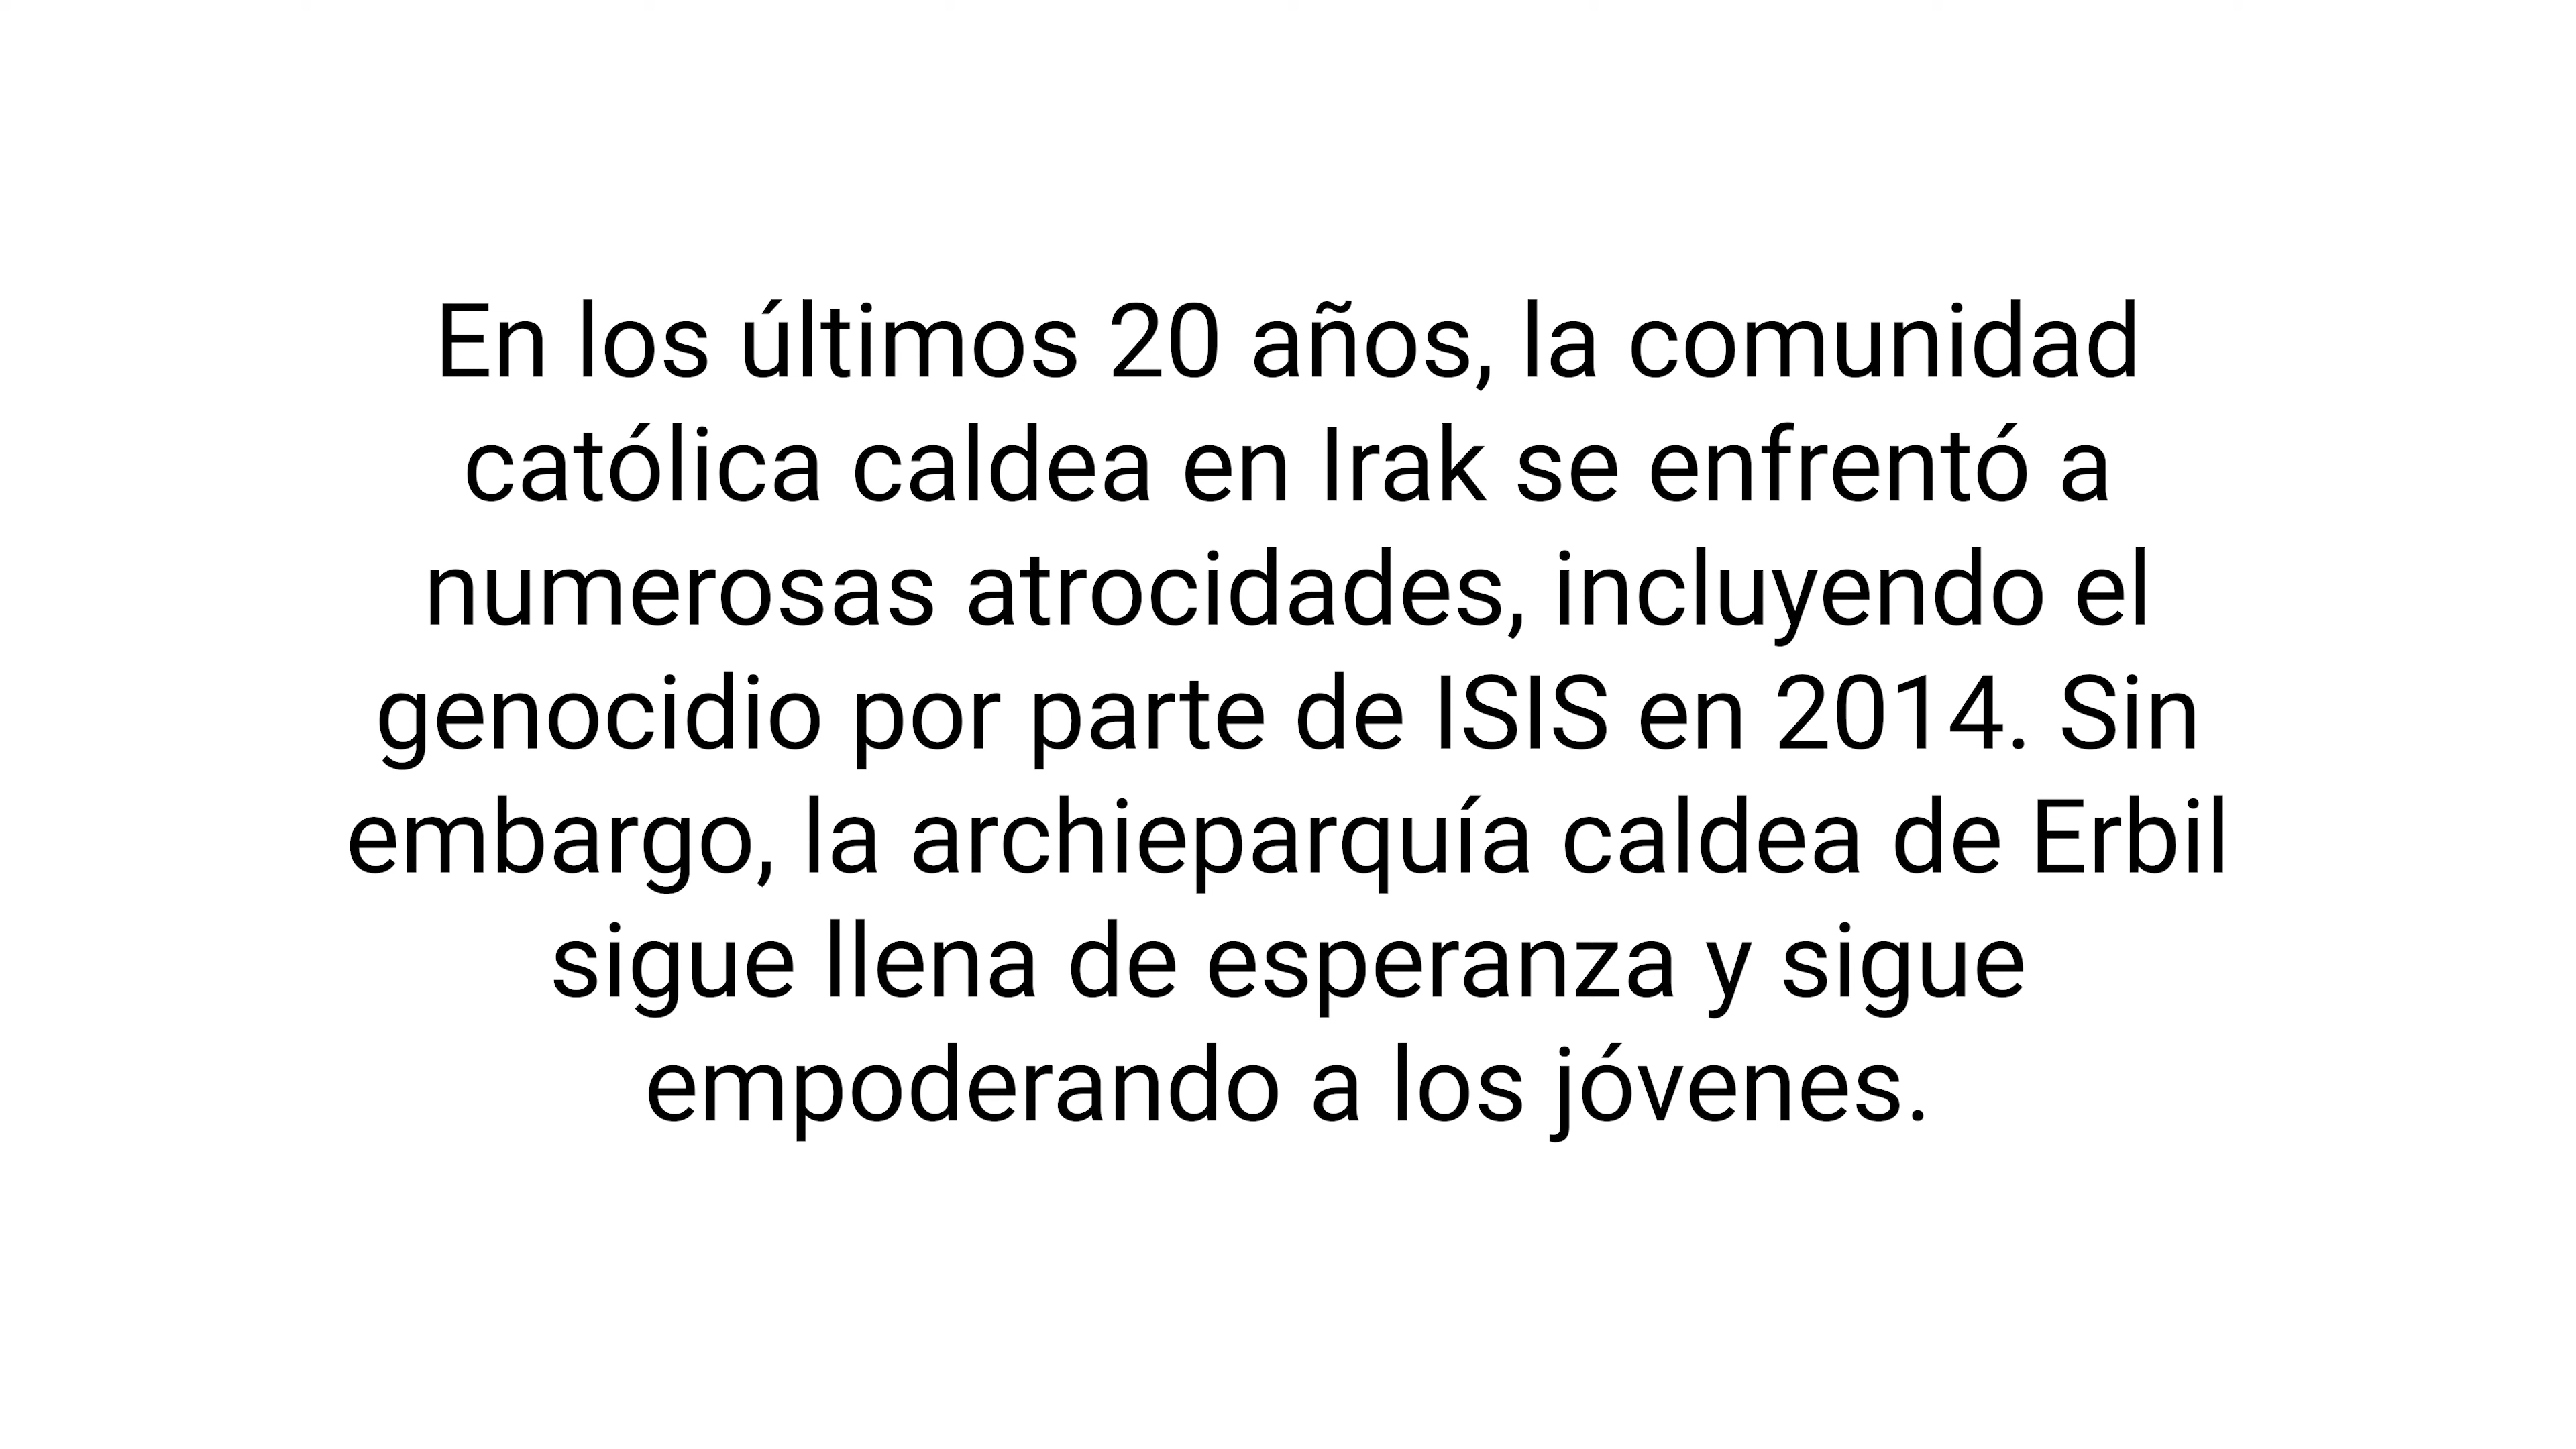 En los últimos 20 años, la comunidad
católica caldea en Irak se enfrentó a
numerosas atrocidades, incluyendo el
genocidio por parte de ISIS en 2014. Sin
embargo, la archieparquía caldea de Erbil
sigue llena de esperanza y sigue
empoderando a los jóvenes.